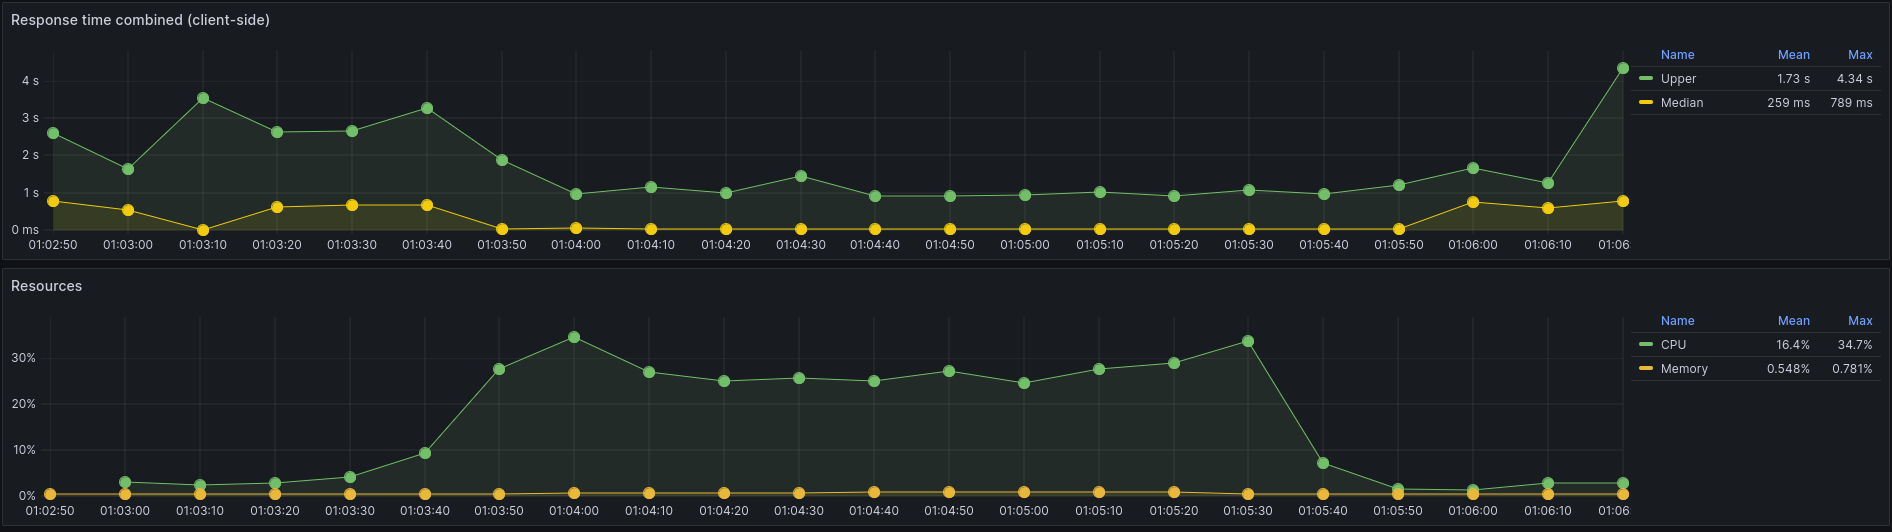 Response time combined (client-side)
Name Mean Max
Upper 1.73 s 4.34 s
Median 259 ms 789 ms
4 s
3 s
2 s
1 s
0 ms
01:02:50 01:03:00 01:03:10 01:03:20 01:03:30 01:03:40 01:03:50 01:04:00 01:04:10 01:04:20 01:04:30 01:04:40 01:04:50 01:05:00 01:05:10 01:05:20 01:05:30 01:05:40 01:05:50 01:06:00 01:06:10 01:06
Resources
Name Mean Max
CPU 16.4% 34.7%
Memory 0.548% 0.781%
30%
20%
10%
0%
01:02:50 01:03:00 01:03:10 01:03:20 01:03:30 01:03:40 01:03:50 01:04:00 01:04:10 01:04:20 01:04:30 01:04:40 01:04:50 01:05:00 01:05:10 01:05:20 01:05:30 01:05:40 01:05:50 01:06:00 01:06:10 01:06